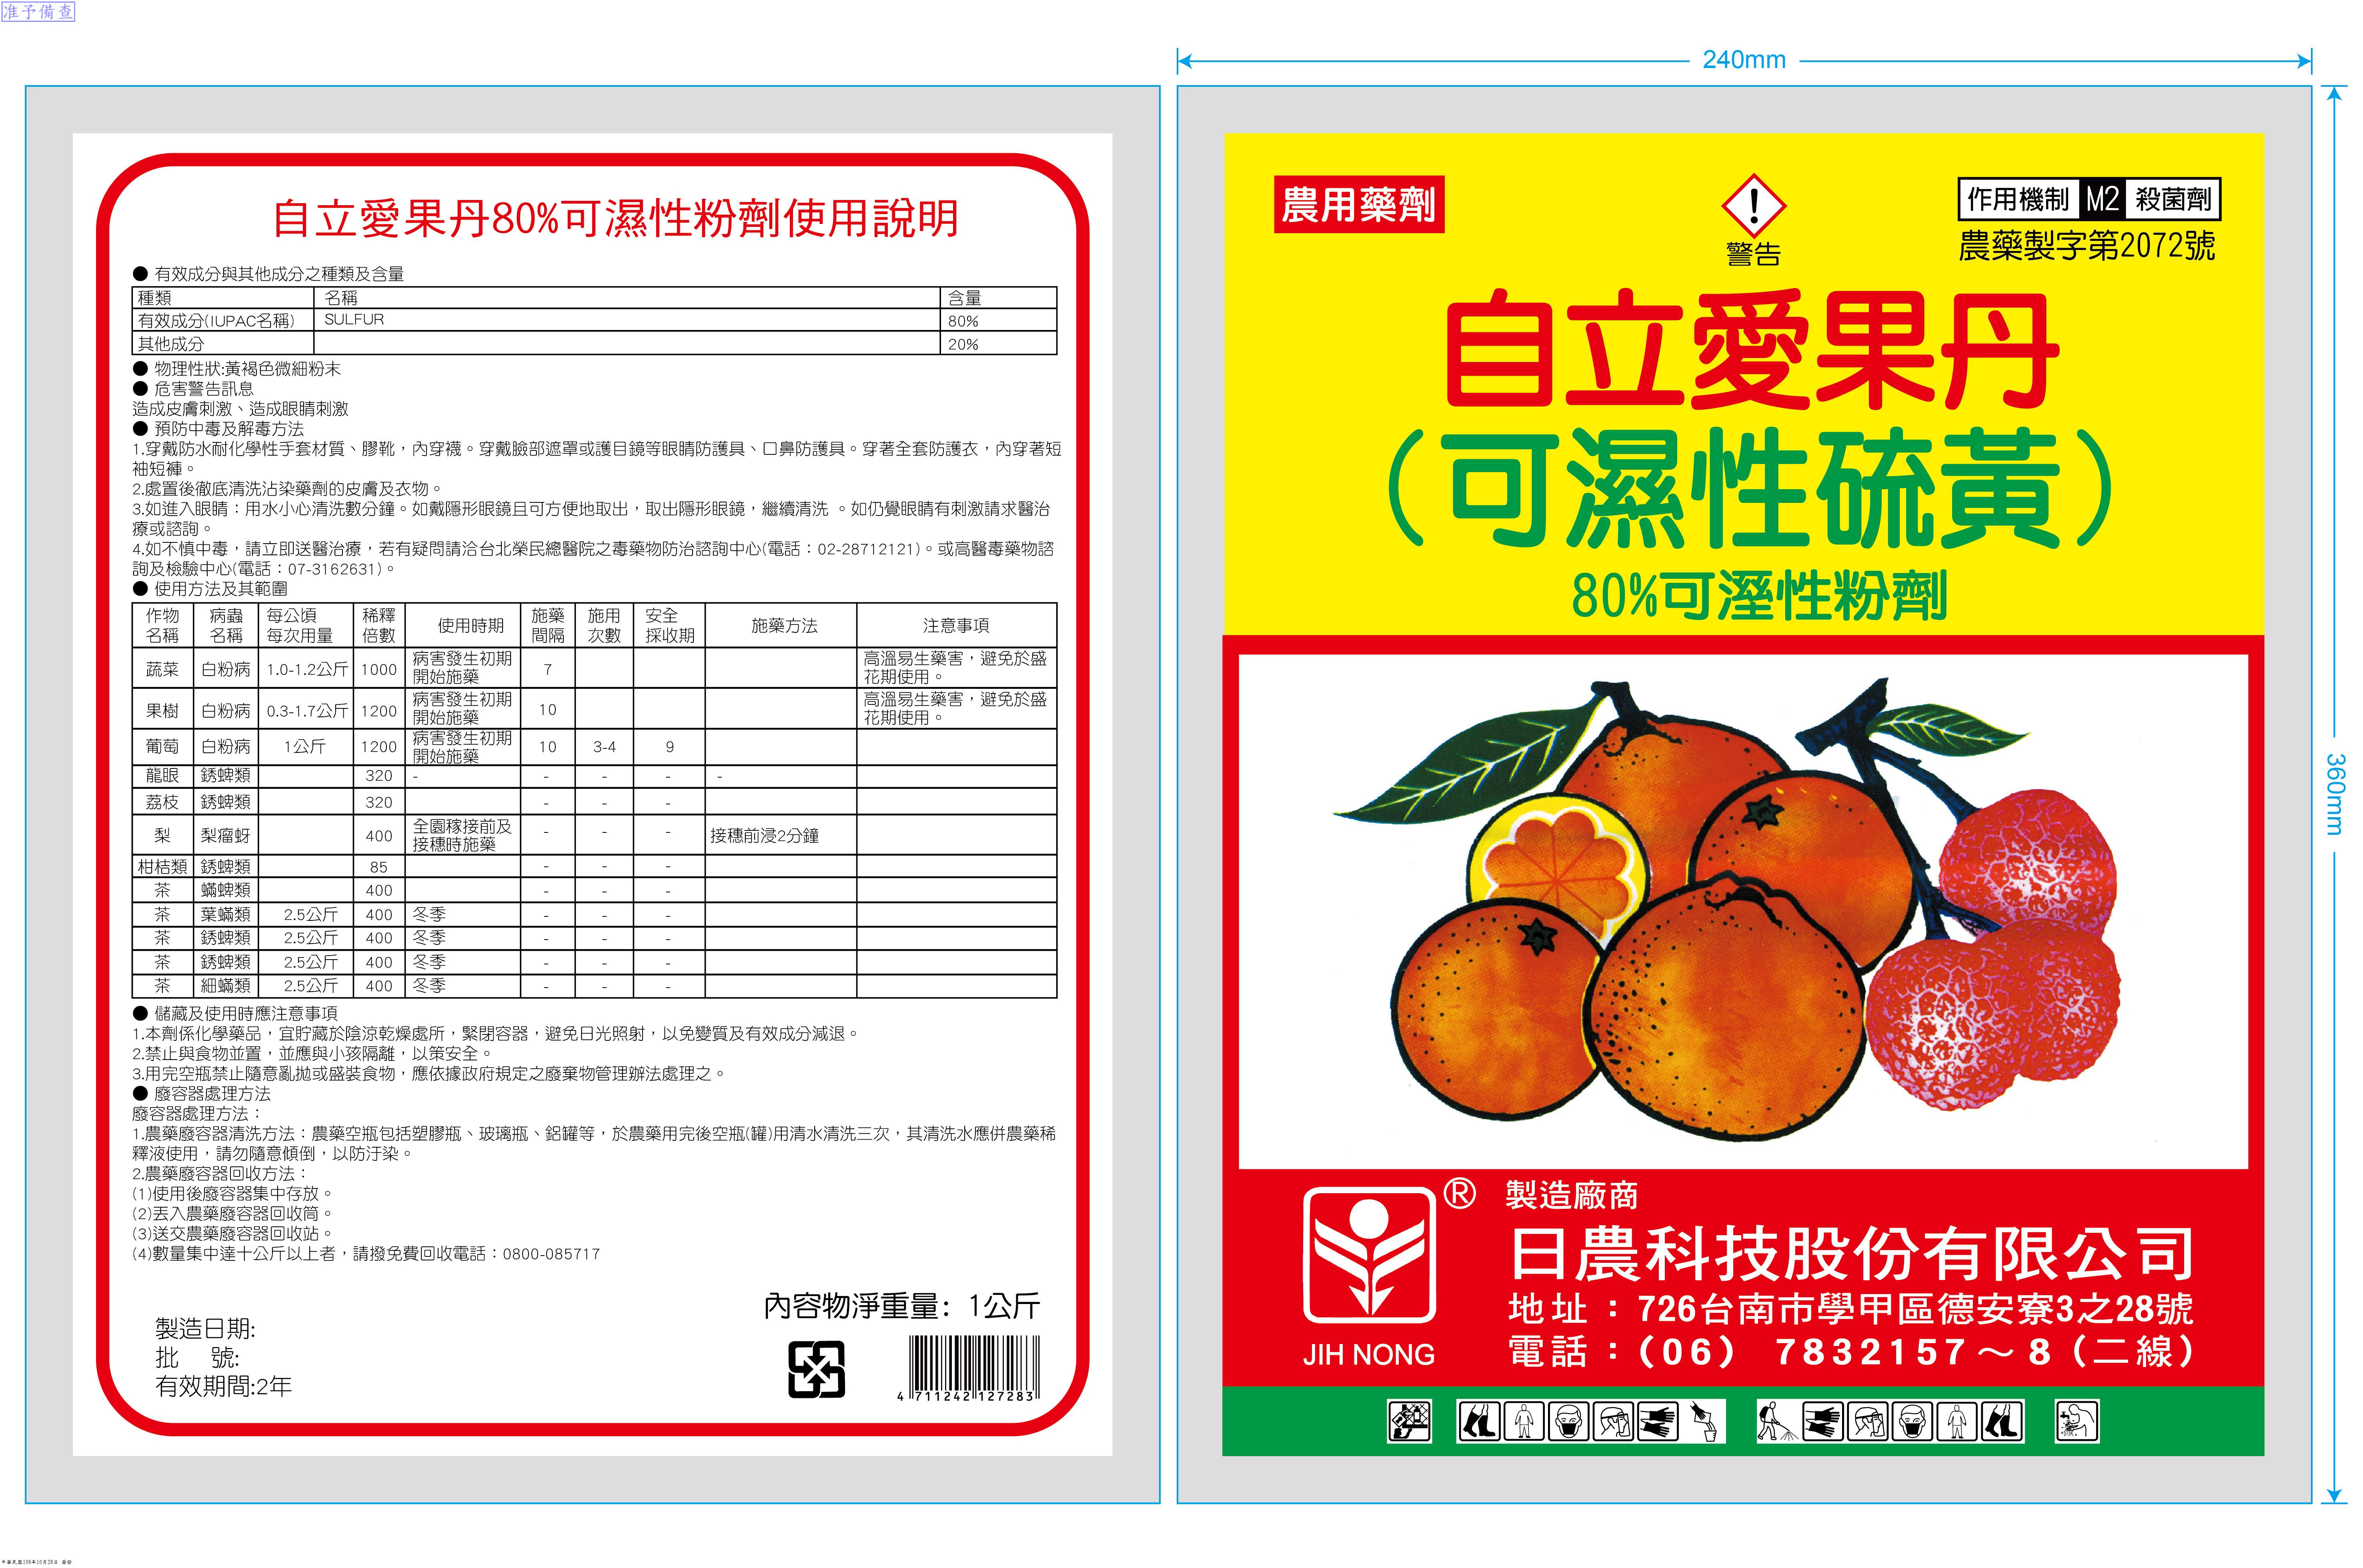 准予備查
自立愛果丹80%可濕性粉劑使用說明
● 有效成分與其他成分之種類及含量
種類 名稱 含量
有效成分(IUPAC名稱) SULFUR 80%
其他成分 20%
● 物理性狀:黃褐色微細粉末
● 危害警告訊息
造成皮膚刺激、造成眼睛刺激
● 預防中毒及解毒方法
1.穿戴防水耐化學性手套材質、膠靴，內穿襪。穿戴臉部遮罩或護目鏡等眼睛防護具、口鼻防護具。穿著全套防護衣，內穿著短
袖短褲。
2.處置後徹底清洗沾染藥劑的皮膚及衣物。
3.如進入眼睛：用水小心清洗數分鐘。如戴隱形眼鏡且可方便地取出，取出隱形眼鏡，繼續清洗 。如仍覺眼睛有刺激請求醫治
療或諮詢。
4.如不慎中毒，請立即送醫治療，若有疑問請洽台北榮民總醫院之毒藥物防治諮詢中心(電話：02-28712121)。或高醫毒藥物諮
詢及檢驗中心(電話：07-3162631)。
● 使用方法及其範圍
作物名稱 病蟲名稱 每公頃每次用量 稀釋倍數 使用時期 施藥間隔 施用次數 安全採收期 施藥方法 注意事項
蔬菜 白粉病 1.0-1.2公斤 1000 病害發生初期開始施藥 7 高溫易生藥害，避免於盛花期使用。
果樹 白粉病 0.3-1.7公斤 1200 病害發生初期開始施藥 10 高溫易生藥害，避免於盛花期使用。
葡萄 白粉病 1公斤 1200 病害發生初期開始施藥 10 3-4 9
龍眼 銹蜱類 320 - - - - -
荔枝 銹蜱類 320 - - -
梨 梨瘤蚜 400 全園稼接前及接穗時施藥 - - - 接穗前浸2分鐘
柑桔類 銹蜱類 85 - - -
茶 蟎蜱類 400 - - -
茶 葉蟎類 2.5公斤 400 冬季 - - -
茶 銹蜱類 2.5公斤 400 冬季 - - -
茶 銹蜱類 2.5公斤 400 冬季 - - -
茶 細蟎類 2.5公斤 400 冬季 - - -
● 儲藏及使用時應注意事項
1.本劑係化學藥品，宜貯藏於陰涼乾燥處所，緊閉容器，避免日光照射，以免變質及有效成分減退。
2.禁止與食物並置，並應與小孩隔離，以策安全。
3.用完空瓶禁止隨意亂拋或盛裝食物，應依據政府規定之廢棄物管理辦法處理之。
● 廢容器處理方法
廢容器處理方法：
1.農藥廢容器清洗方法：農藥空瓶包括塑膠瓶、玻璃瓶、鋁罐等，於農藥用完後空瓶(罐)用清水清洗三次，其清洗水應併農藥稀
釋液使用，請勿隨意傾倒，以防汙染。
2.農藥廢容器回收方法：
(1)使用後廢容器集中存放。
(2)丟入農藥廢容器回收筒。
(3)送交農藥廢容器回收站。
(4)數量集中達十公斤以上者，請撥免費回收電話：0800-085717
內容物淨重量: 1公斤
製造日期:
批 號:
有效期間:2年
4 711242 127283
240mm
360mm
農用藥劑
警告
作用機制 M2 殺菌劑
農藥製字第2072號
自立愛果丹
(可濕性硫黃)
80%可溼性粉劑
® 製造廠商
日農科技股份有限公司
地址：726台南市學甲區德安寮3之28號
電話：(06) 7832157～8(二線)
JIH NONG